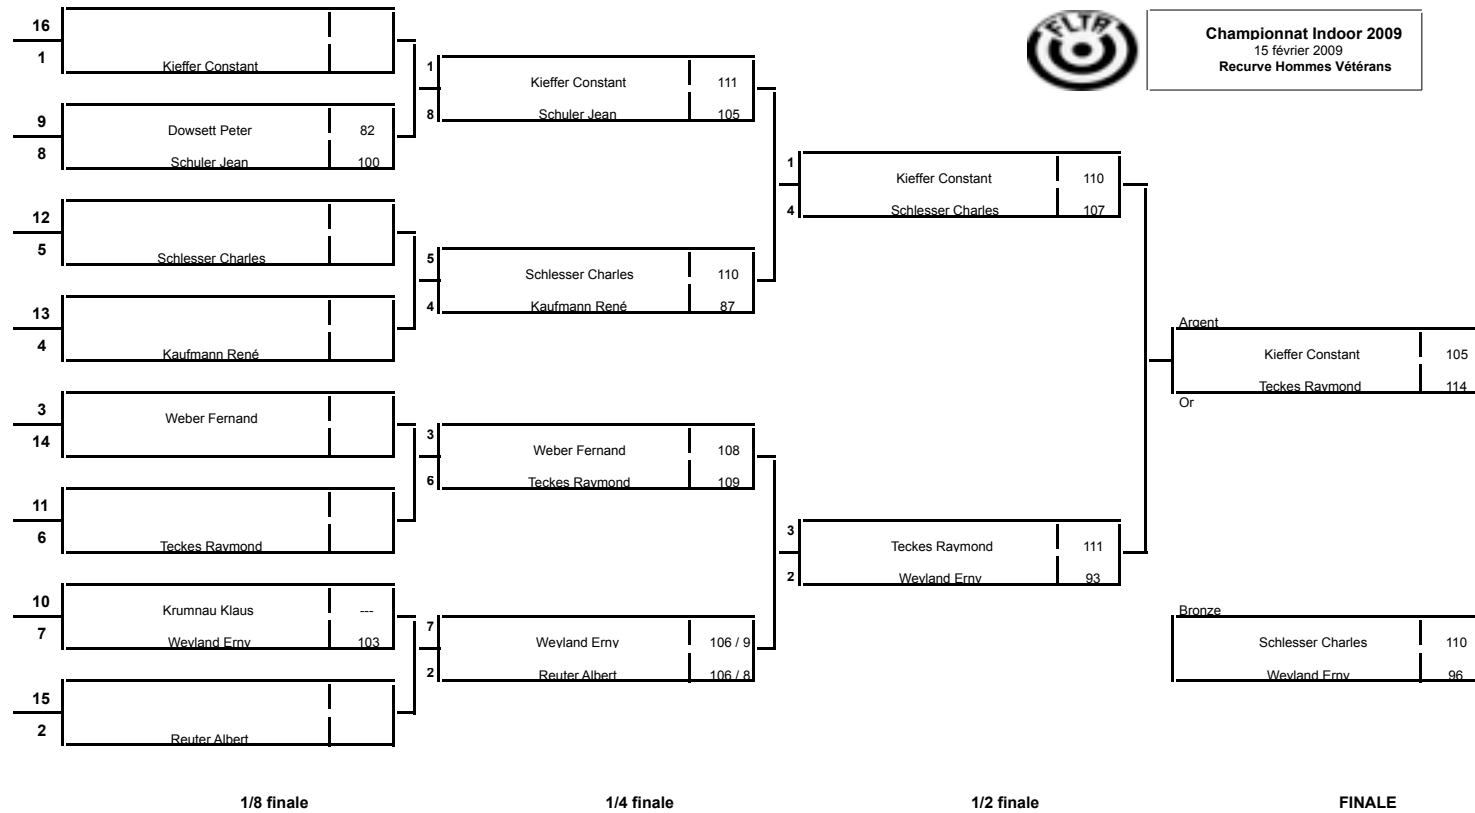 FLTA
Championnat Indoor 2009
15 février 2009
Recurve Hommes Vétérans
16
1
Kieffer Constant
9
Dowsett Peter 82
8
Schuler Jean 100
12
5
Schlesser Charles
13
4
Kaufmann René
3
Weber Fernand
14
11
6
Teckes Raymond
10
Krumnau Klaus ---
7
Weyland Erny 103
15
2
Reuter Albert
1/8 finale
1
Kieffer Constant 111
8
Schuler Jean 105
5
Schlesser Charles 110
4
Kaufmann René 87
3
Weber Fernand 108
6
Teckes Raymond 109
7
Weyland Erny 106 / 9
2
Reuter Albert 106 / 8
1/4 finale
1
Kieffer Constant 110
4
Schlesser Charles 107
3
Teckes Raymond 111
2
Weyland Erny 93
1/2 finale
Argent
Kieffer Constant 105
Teckes Raymond 114
Or
Bronze
Schlesser Charles 110
Weyland Erny 96
FINALE